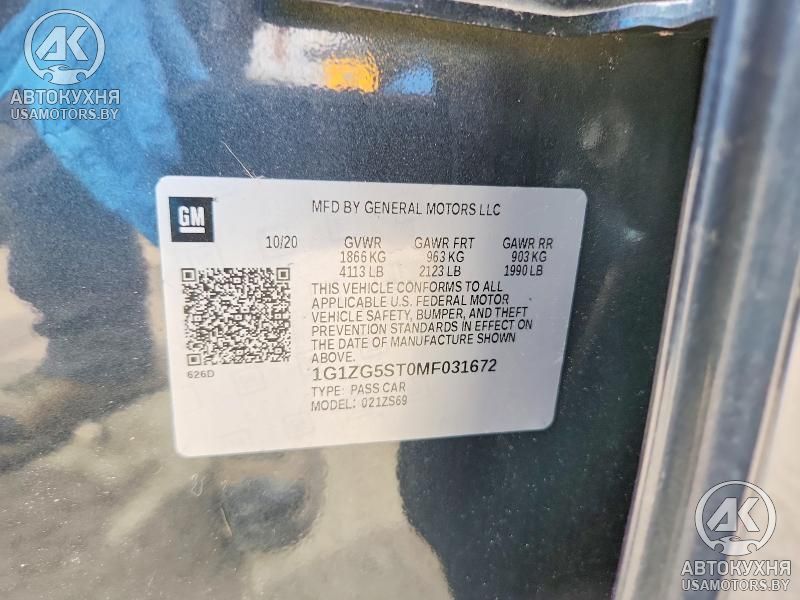 AK
АВТОКУХНЯ
USAMOTORS.BY
GM
MFD BY GENERAL MOTORS LLC
10/20 GVWR GAWR FRT GAWR RR
1866 KG 963 KG 903 KG
4113 LB 2123 LB 1990 LB
THIS VEHICLE CONFORMS TO ALL
APPLICABLE U.S. FEDERAL MOTOR
VEHICLE SAFETY, BUMPER, AND THEFT
PREVENTION STANDARDS IN EFFECT ON
THE DATE OF MANUFACTURE SHOWN
ABOVE.
626D
1G1ZG5ST0MF031672
TYPE: PASS CAR
MODEL: 021ZS69
AK
АВТОКУХНЯ
USAMOTORS.BY